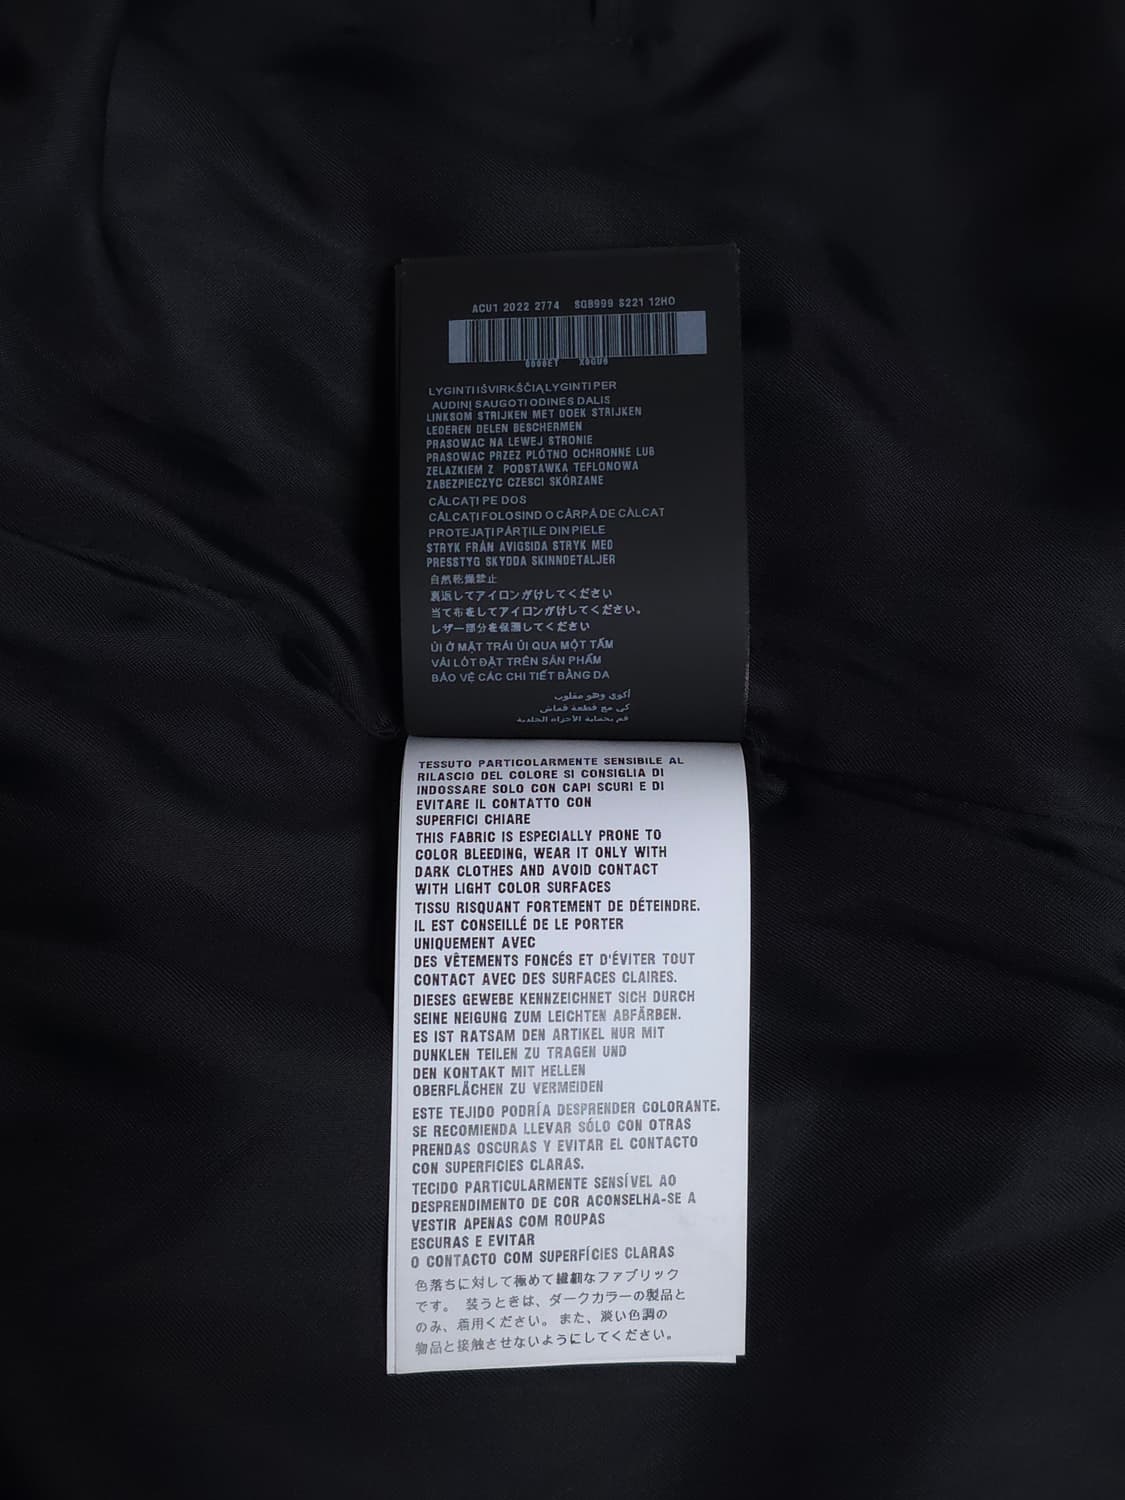 ACU1 2022 2774 SGB999 S221 12HO
0000ET X0GU6
LYGINTI IŠVIRKŠČIĄ LYGINTI PER
AUDINĮ SAUGOTI ODINES DALIS
LINKSOM STRIJKEN MET DOEK STRIJKEN
LEDEREN DELEN BESCHERMEN
PRASOWAC NA LEWEJ STRONIE
PRASOWAC PRZEZ PLÓTNO OCHRONNE LUB
ZELAZKIEM Z PODSTAWKA TEFLONOWA
ZABEZPIECZYC CZESCI SKÓRZANE
CĂLCAȚI PE DOS
CĂLCAȚI FOLOSIND O CÂRPĂ DE CĂLCAT
PROTEJAȚI PĂRȚILE DIN PIELE
STRYK FRÅN AVIGSIDA STRYK MED
PRESSTYG SKYDDA SKINNDETALJER
自然乾燥禁止
裏返してアイロンがけしてください
当て布をしてアイロンがけしてください。
レザー部分を保護してください
ỦI Ở MẶT TRÁI ỦI QUA MỘT TẤM
VẢI LÓT ĐẶT TRÊN SẢN PHẨM
BẢO VỆ CÁC CHI TIẾT BẰNG DA
أكوي وهو مقلوب
كي مع قطعة قماش
قم بحماية الأجزاء الجلدية
TESSUTO PARTICOLARMENTE SENSIBILE AL
RILASCIO DEL COLORE SI CONSIGLIA DI
INDOSSARE SOLO CON CAPI SCURI E DI
EVITARE IL CONTATTO CON
SUPERFICI CHIARE
THIS FABRIC IS ESPECIALLY PRONE TO
COLOR BLEEDING, WEAR IT ONLY WITH
DARK CLOTHES AND AVOID CONTACT
WITH LIGHT COLOR SURFACES
TISSU RISQUANT FORTEMENT DE DÉTEINDRE.
IL EST CONSEILLÉ DE LE PORTER
UNIQUEMENT AVEC
DES VÊTEMENTS FONCÉS ET D'ÉVITER TOUT
CONTACT AVEC DES SURFACES CLAIRES.
DIESES GEWEBE KENNZEICHNET SICH DURCH
SEINE NEIGUNG ZUM LEICHTEN ABFÄRBEN.
ES IST RATSAM DEN ARTIKEL NUR MIT
DUNKLEN TEILEN ZU TRAGEN UND
DEN KONTAKT MIT HELLEN
OBERFLÄCHEN ZU VERMEIDEN
ESTE TEJIDO PODRÍA DESPRENDER COLORANTE.
SE RECOMIENDA LLEVAR SÓLO CON OTRAS
PRENDAS OSCURAS Y EVITAR EL CONTACTO
CON SUPERFICIES CLARAS.
TECIDO PARTICULARMENTE SENSÍVEL AO
DESPRENDIMENTO DE COR ACONSELHA-SE A
VESTIR APENAS COM ROUPAS
ESCURAS E EVITAR
O CONTACTO COM SUPERFÍCIES CLARAS
色落ちに対して極めて繊細なファブリック
です。 装うときは、ダークカラーの製品と
のみ、着用ください。また、淡い色調の
物品と接触させないようにしてください。